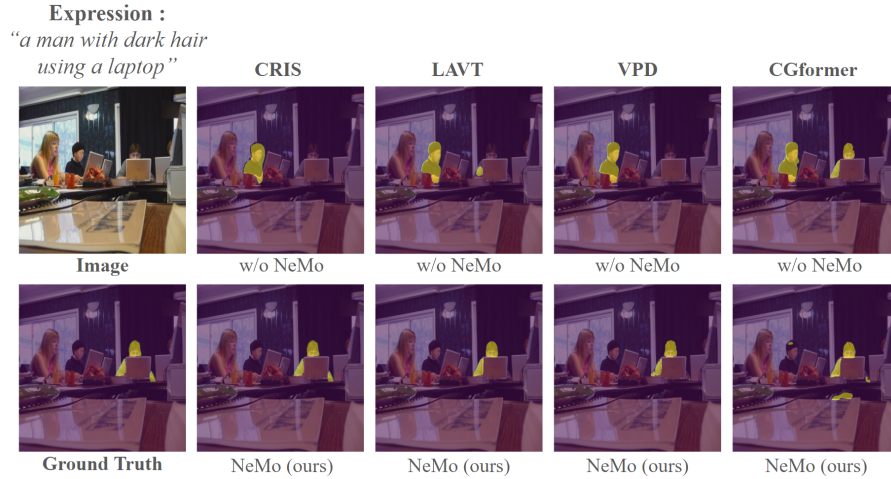 Expression :
“a man with dark hair
using a laptop”
CRIS
LAVT
VPD
CGformer
Image
w/o NeMo
w/o NeMo
w/o NeMo
w/o NeMo
Ground Truth
NeMo (ours)
NeMo (ours)
NeMo (ours)
NeMo (ours)